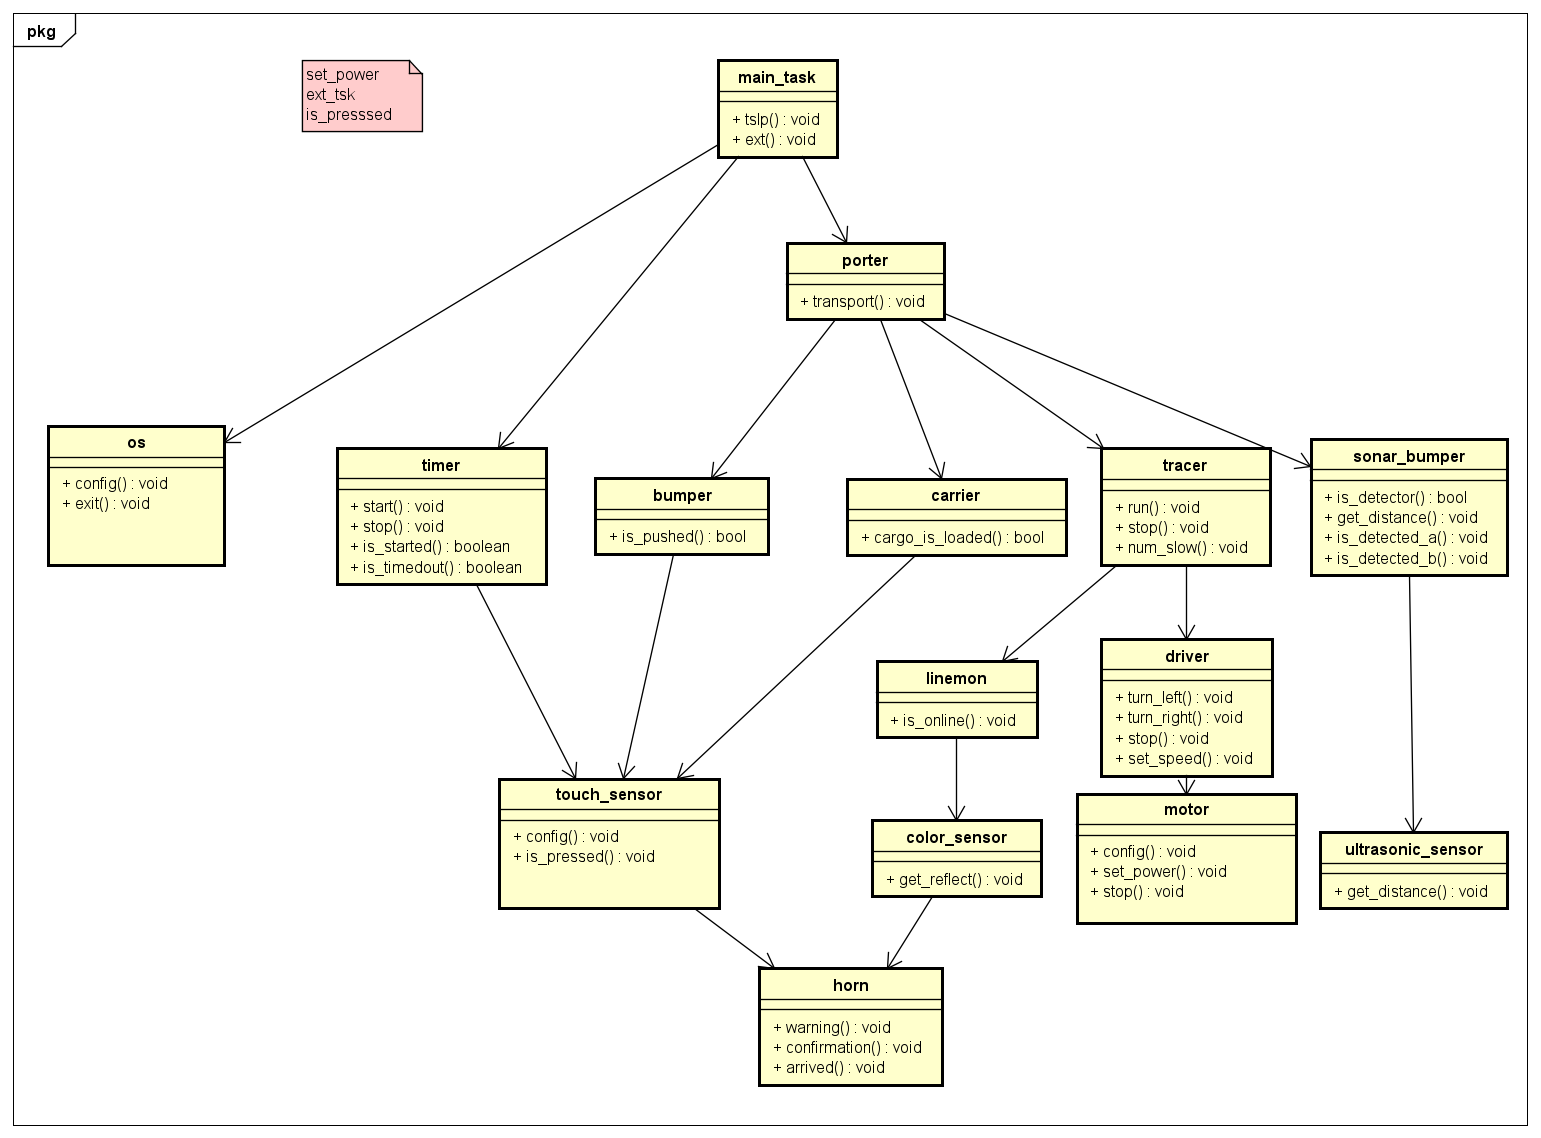 pkg
set_power
ext_tsk
is_presssed
main_task
+ tslp() : void
+ ext() : void
porter
+ transport() : void
os
+ config() : void
+ exit() : void
timer
+ start() : void
+ stop() : void
+ is_started() : boolean
+ is_timedout() : boolean
bumper
+ is_pushed() : bool
carrier
+ cargo_is_loaded() : bool
tracer
+ run() : void
+ stop() : void
+ num_slow() : void
sonar_bumper
+ is_detector() : bool
+ get_distance() : void
+ is_detected_a() : void
+ is_detected_b() : void
linemon
+ is_online() : void
driver
+ turn_left() : void
+ turn_right() : void
+ stop() : void
+ set_speed() : void
touch_sensor
+ config() : void
+ is_pressed() : void
color_sensor
+ get_reflect() : void
motor
+ config() : void
+ set_power() : void
+ stop() : void
ultrasonic_sensor
+ get_distance() : void
horn
+ warning() : void
+ confirmation() : void
+ arrived() : void